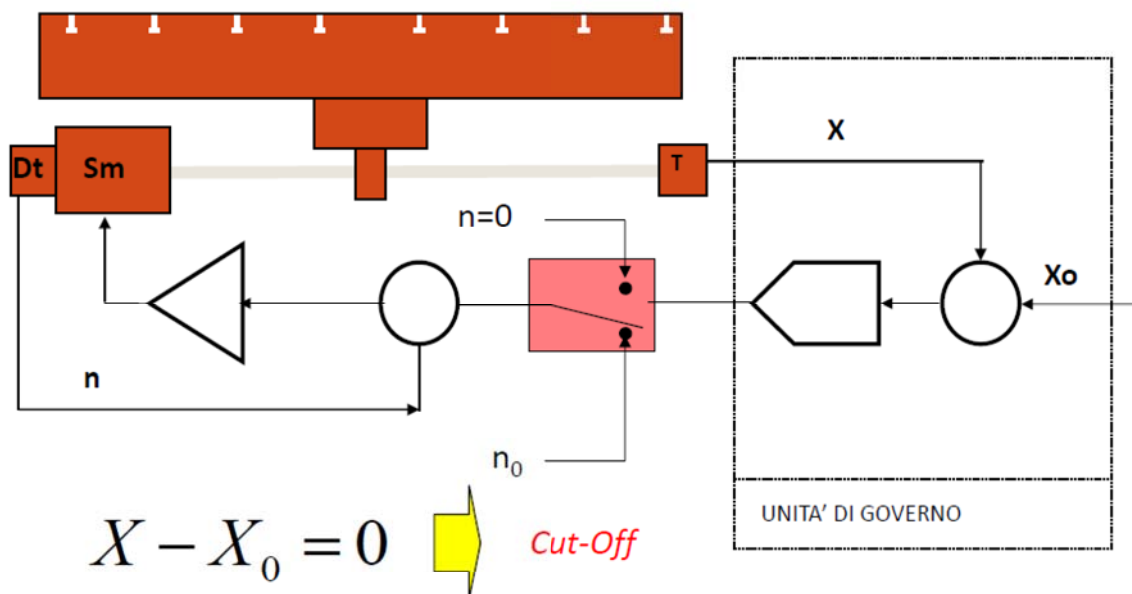 X
Dt
Sm
T
n=0
Xo
n
n₀
UNITA’ DI GOVERNO
X − X₀ = 0
Cut-Off